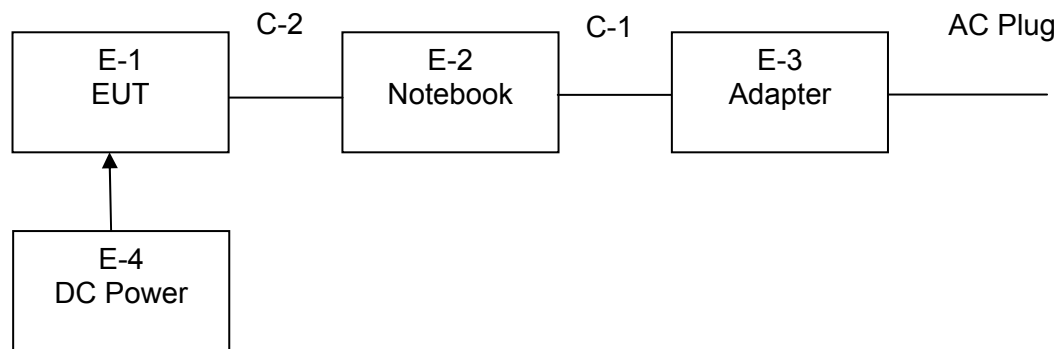 C-2
C-1
AC Plug
E-1
EUT
E-2
Notebook
E-3
Adapter
E-4
DC Power